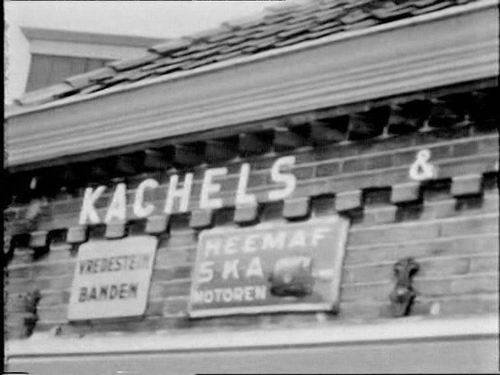 KACHELS &
VREDESTEIN
BANDEN
HEEMAF
SKA
MOTOREN